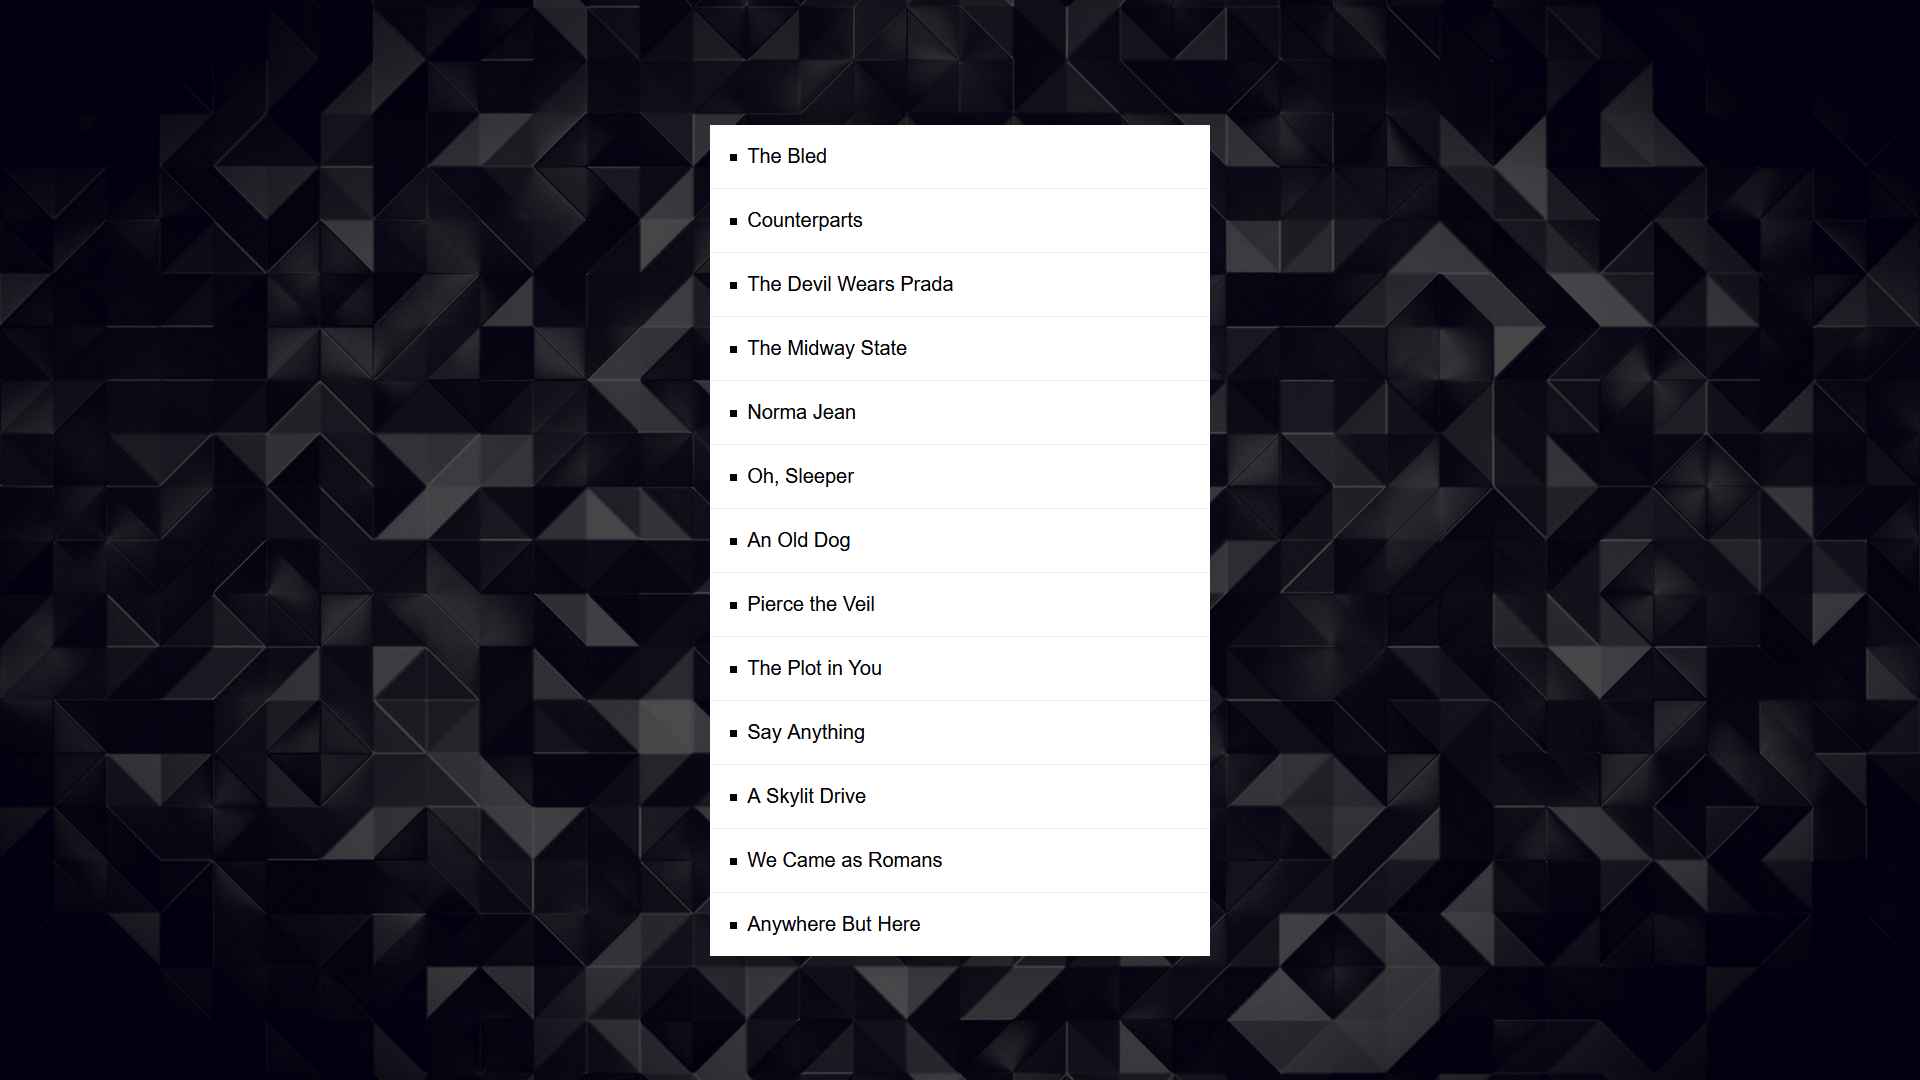 The Bled
Counterparts
The Devil Wears Prada
The Midway State
Norma Jean
Oh, Sleeper
An Old Dog
Pierce the Veil
The Plot in You
Say Anything
A Skylit Drive
We Came as Romans
Anywhere But Here